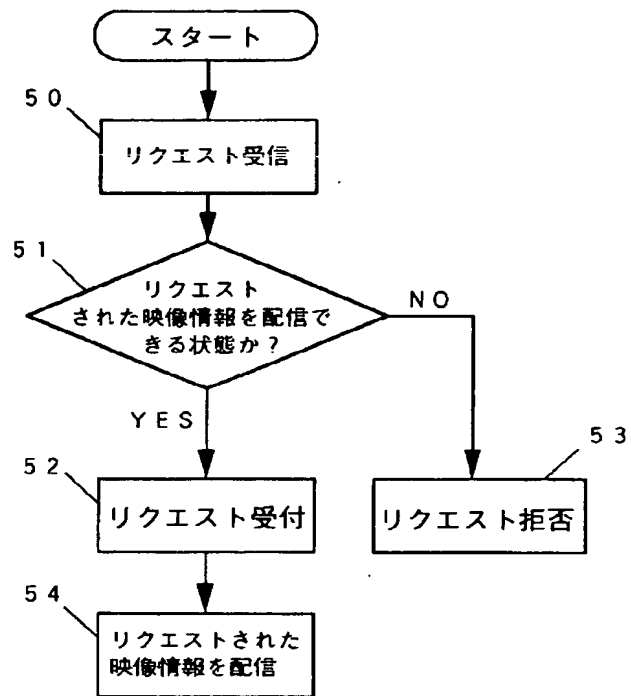 スタート
50
リクエスト受信
51
リクエスト
された映像情報を配信で
きる状態か?
NO
YES
53
52
リクエスト受付
リクエスト拒否
54
リクエストされた
映像情報を配信